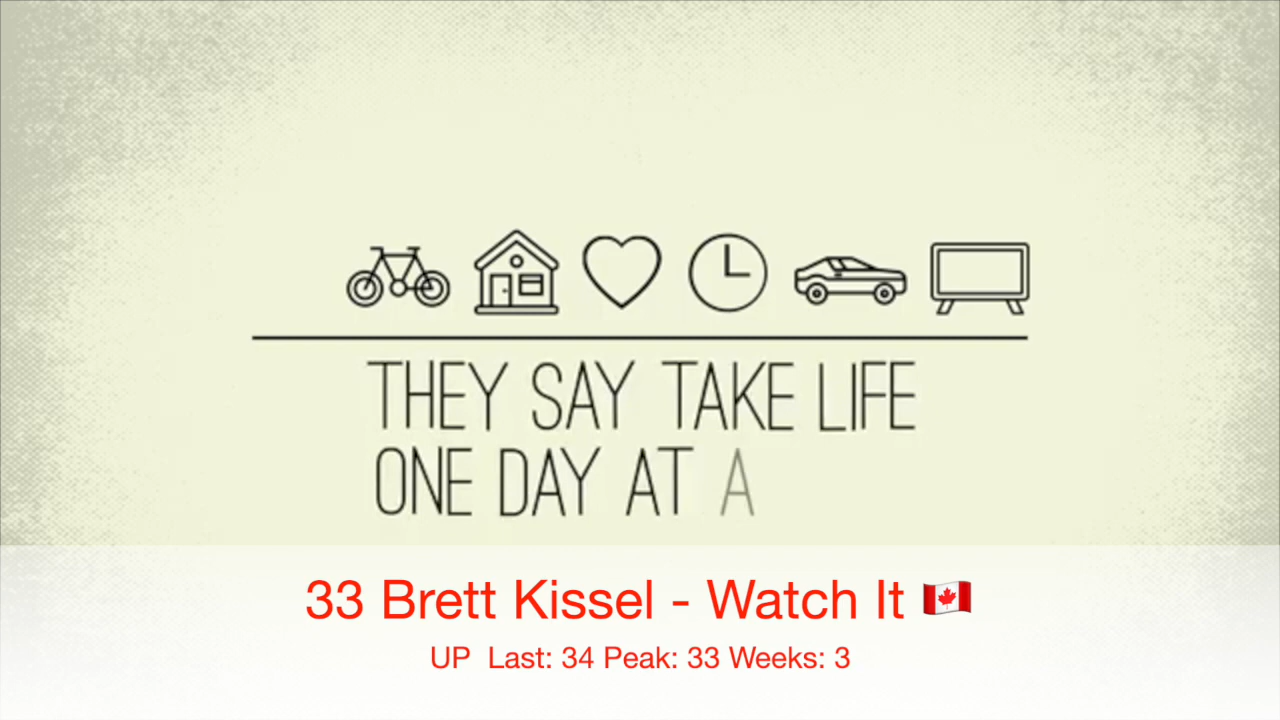 THEY SAY TAKE LIFE
ONE DAY AT A
33 Brett Kissel - Watch It 🇨🇦
UP Last: 34 Peak: 33 Weeks: 3